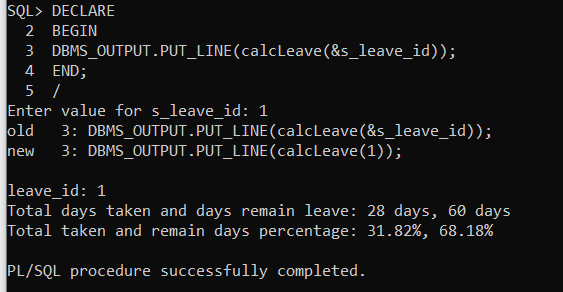 SQL> DECLARE
  2  BEGIN
  3  DBMS_OUTPUT.PUT_LINE(calcLeave(&s_leave_id));
  4  END;
  5  /
Enter value for s_leave_id: 1
old   3: DBMS_OUTPUT.PUT_LINE(calcLeave(&s_leave_id));
new   3: DBMS_OUTPUT.PUT_LINE(calcLeave(1));
leave_id: 1
Total days taken and days remain leave: 28 days, 60 days
Total taken and remain days percentage: 31.82%, 68.18%
PL/SQL procedure successfully completed.